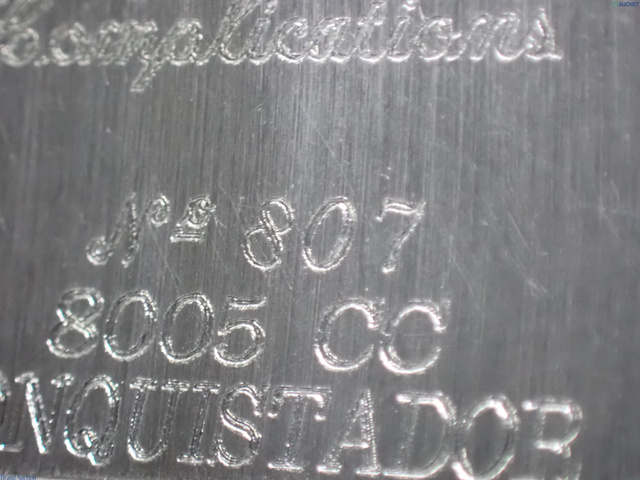 Complications
Nº 807
8005 CC
ONQUISTADOR